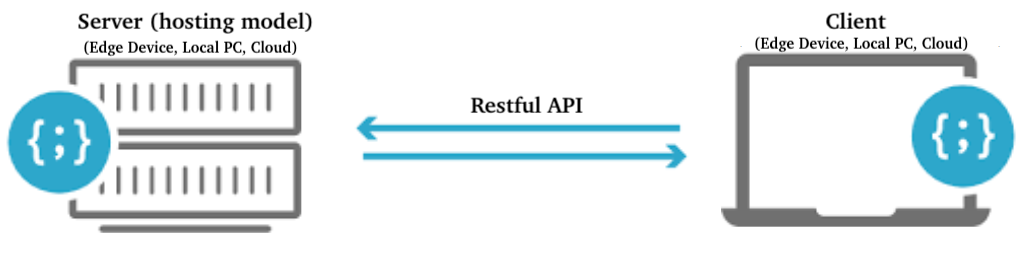 Server (hosting model)
(Edge Device, Local PC, Cloud)
{;}
Restful API
Client
(Edge Device, Local PC, Cloud)
{;}